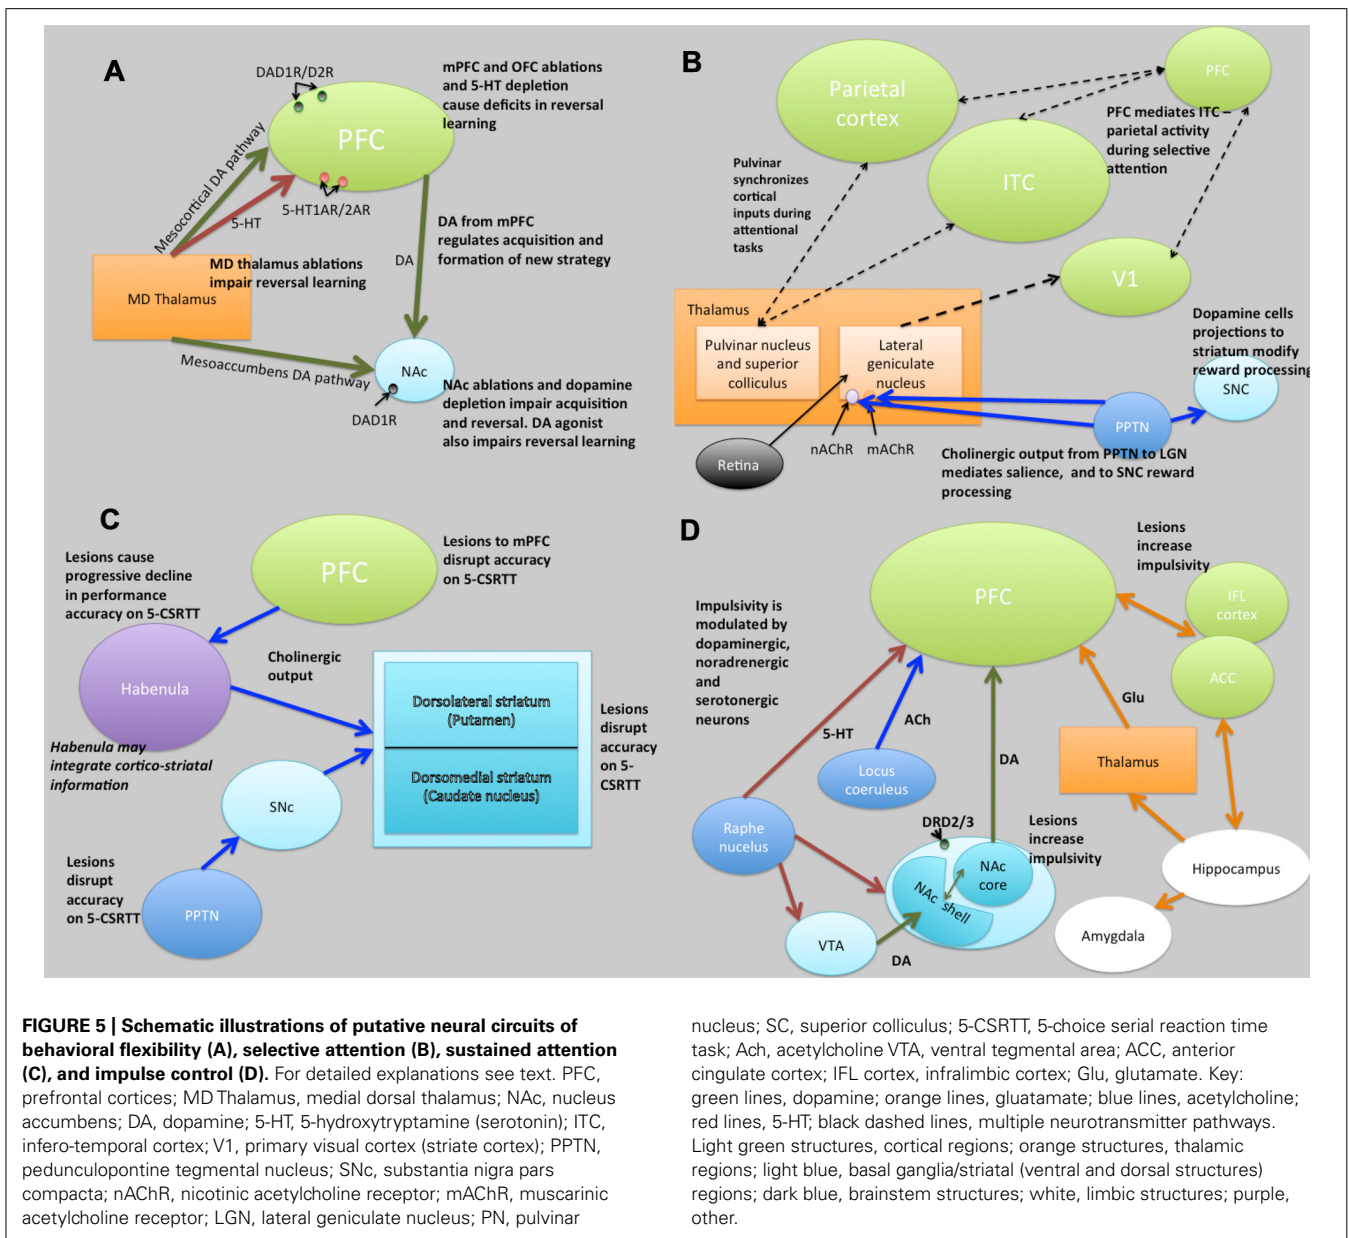 A
DAD1R/D2R
PFC
mPFC and OFC ablations
and 5-HT depletion
cause deficits in reversal
learning
Mesocortical DA pathway
5-HT
5-HT1AR/2AR
MD thalamus ablations
impair reversal learning
MD Thalamus
DA
DA from mPFC
regulates acquisition and
formation of new strategy
Mesoaccumbens DA pathway
NAc
DAD1R
NAc ablations and dopamine
depletion impair acquisition
and reversal. DA agonist
also impairs reversal learning
B
Parietal
cortex
PFC
PFC mediates ITC –
parietal activity
during selective
attention
ITC
Pulvinar
synchronizes
cortical
inputs during
attentional
tasks
V1
Thalamus
Pulvinar nucleus
and superior
colliculus
Lateral
geniculate
nucleus
Dopamine cells
projections to
striatum modify
reward processing
SNC
PPTN
nAChR
mAChR
Retina
Cholinergic output from PPTN to LGN
mediates salience, and to SNC reward
processing
C
Lesions cause
progressive decline
in performance
accuracy on 5-CSRTT
PFC
Lesions to mPFC
disrupt accuracy
on 5-CSRTT
Habenula
Cholinergic
output
Habenula may
integrate cortico-striatal
information
Dorsolateral striatum
(Putamen)
Dorsomedial striatum
(Caudate nucleus)
Lesions
disrupt
accuracy
on 5-
CSRTT
SNc
Lesions
disrupt
accuracy
on 5-CSRTT
PPTN
D
PFC
Lesions
increase
impulsivity
IFL
cortex
ACC
Impulsivity is
modulated by
dopaminergic,
noradrenergic
and
serotonergic
neurons
5-HT
ACh
DA
Glu
Locus
coeruleus
Thalamus
Raphe
nucelus
DRD2/3
Lesions
increase
impulsivity
NAc
core
NAc shell
Hippocampus
Amygdala
VTA
DA
FIGURE 5 | Schematic illustrations of putative neural circuits of
behavioral flexibility (A), selective attention (B), sustained attention
(C), and impulse control (D). For detailed explanations see text. PFC,
prefrontal cortices; MD Thalamus, medial dorsal thalamus; NAc, nucleus
accumbens; DA, dopamine; 5-HT, 5-hydroxytryptamine (serotonin); ITC,
infero-temporal cortex; V1, primary visual cortex (striate cortex); PPTN,
pedunculopontine tegmental nucleus; SNc, substantia nigra pars
compacta; nAChR, nicotinic acetylcholine receptor; mAChR, muscarinic
acetylcholine receptor; LGN, lateral geniculate nucleus; PN, pulvinar
nucleus; SC, superior colliculus; 5-CSRTT, 5-choice serial reaction time
task; Ach, acetylcholine VTA, ventral tegmental area; ACC, anterior
cingulate cortex; IFL cortex, infralimbic cortex; Glu, glutamate. Key:
green lines, dopamine; orange lines, gluatamate; blue lines, acetylcholine;
red lines, 5-HT; black dashed lines, multiple neurotransmitter pathways.
Light green structures, cortical regions; orange structures, thalamic
regions; light blue, basal ganglia/striatal (ventral and dorsal structures)
regions; dark blue, brainstem structures; white, limbic structures; purple,
other.